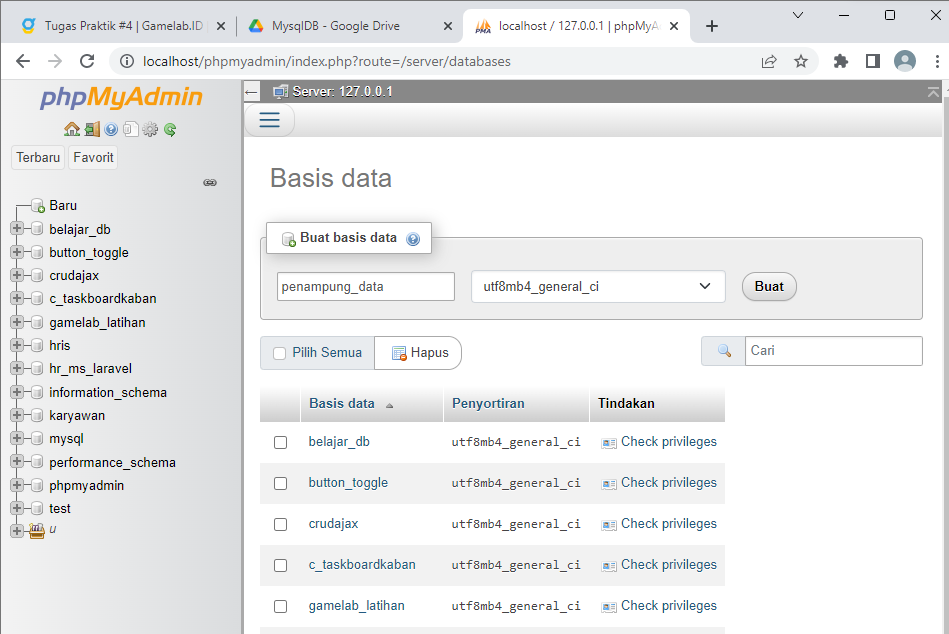 Tugas Praktik #4 | Gamelab.ID
MysqlDB - Google Drive
localhost / 127.0.0.1 | phpMyA
localhost/phpmyadmin/index.php?route=/server/databases
phpMyAdmin
Terbaru Favorit
Baru
belajar_db
button_toggle
crudajax
c_taskboardkaban
gamelab_latihan
hris
hr_ms_laravel
information_schema
karyawan
mysql
performance_schema
phpmyadmin
test
u
Server: 127.0.0.1
Basis data
Buat basis data
penampung_data utf8mb4_general_ci Buat
Pilih Semua Hapus Cari
Basis data Penyortiran Tindakan
belajar_db utf8mb4_general_ci Check privileges
button_toggle utf8mb4_general_ci Check privileges
crudajax utf8mb4_general_ci Check privileges
c_taskboardkaban utf8mb4_general_ci Check privileges
gamelab_latihan utf8mb4_general_ci Check privileges